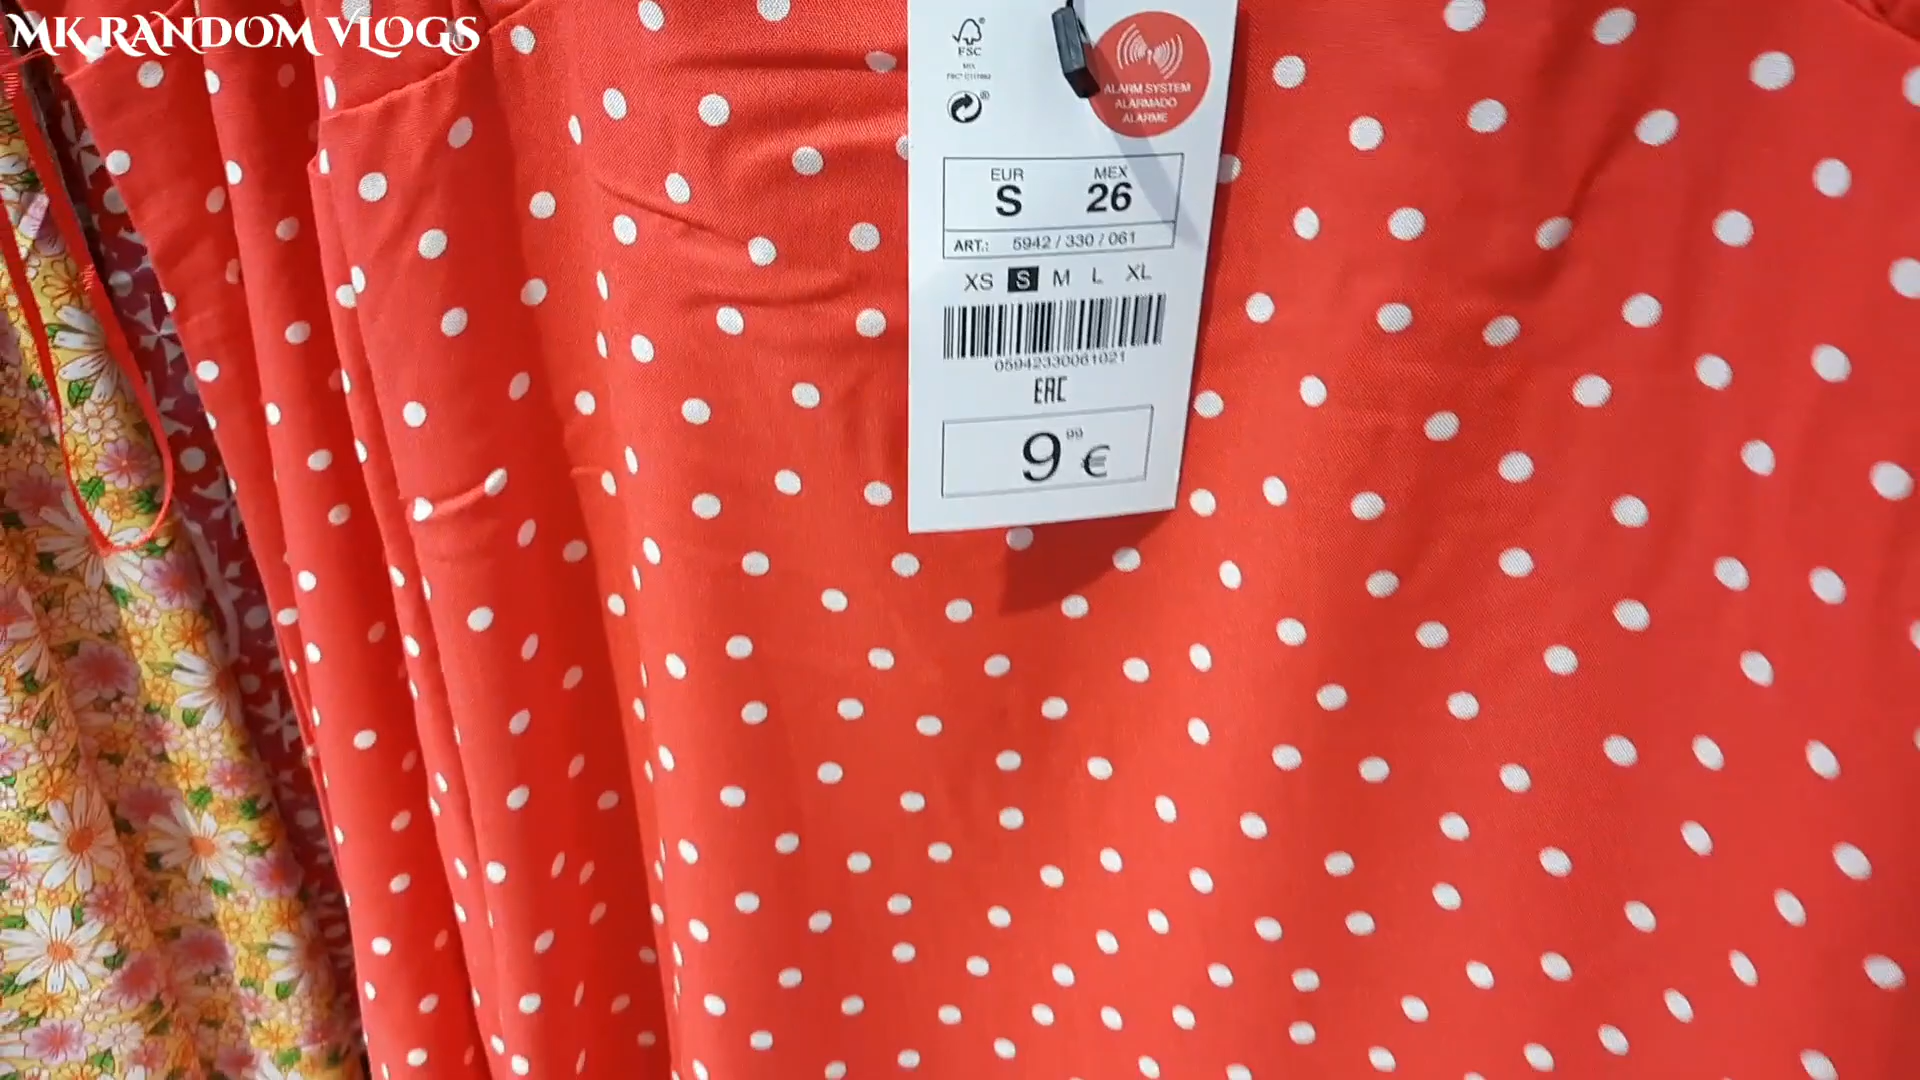 MK RANDOM VLOGS
FSC
MIX
ALARM SYSTEM
ALARMADO
ALARME
EUR MEX
S 26
ART.: 5942 / 330 / 061
XS S M L XL
05942330061021
EAC
9 99 €